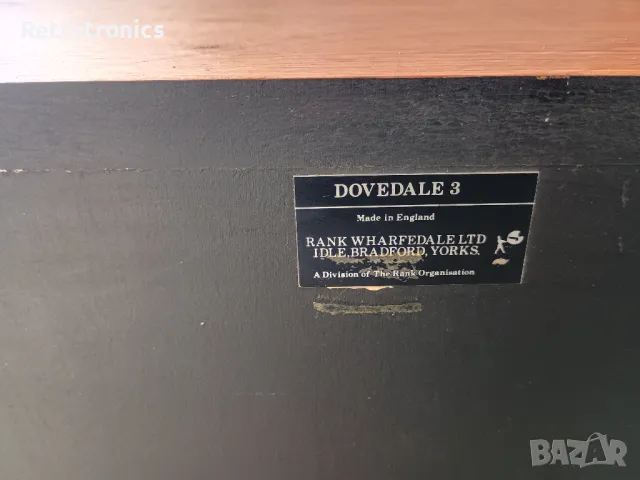 Retrotronics
DOVEDALE 3
Made in England
RANK WHARFEDALE LTD
IDLE, BRADFORD, YORKS.
A Division of The Rank Organisation
BAZAR